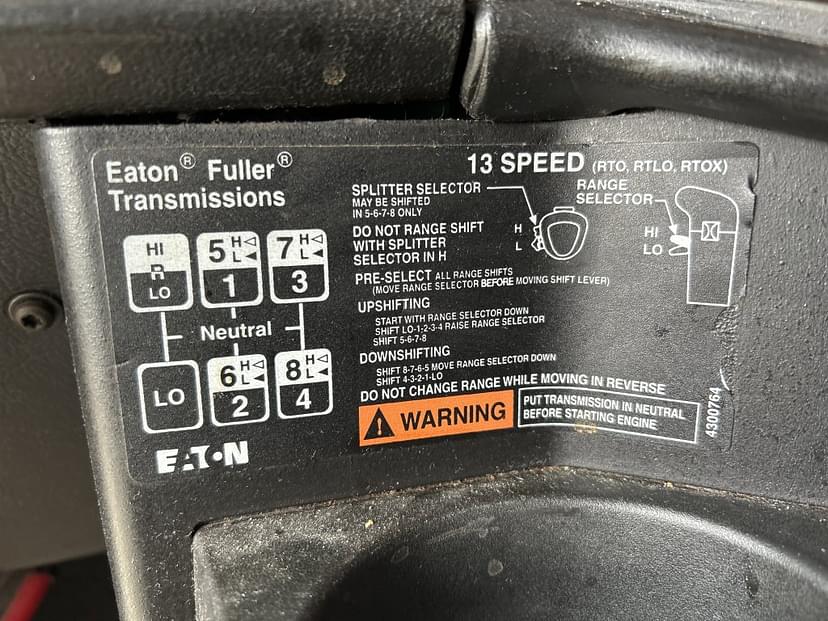 Eaton® Fuller®
Transmissions
13 SPEED (RTO, RTLO, RTOX)
SPLITTER SELECTOR
MAY BE SHIFTED
IN 5-6-7-8 ONLY
RANGE
SELECTOR
H
L
HI
LO
DO NOT RANGE SHIFT
WITH SPLITTER
SELECTOR IN H
PRE-SELECT ALL RANGE SHIFTS
(MOVE RANGE SELECTOR BEFORE MOVING SHIFT LEVER)
UPSHIFTING
START WITH RANGE SELECTOR DOWN
SHIFT LO-1-2-3-4 RAISE RANGE SELECTOR
SHIFT 5-6-7-8
DOWNSHIFTING
SHIFT 8-7-6-5 MOVE RANGE SELECTOR DOWN
SHIFT 4-3-2-1-LO
DO NOT CHANGE RANGE WHILE MOVING IN REVERSE
WARNING
PUT TRANSMISSION IN NEUTRAL
BEFORE STARTING ENGINE
4300764
HI
R
LO
5 H L
1
7 H L
3
Neutral
LO
6 H L
2
8 H L
4
EATON